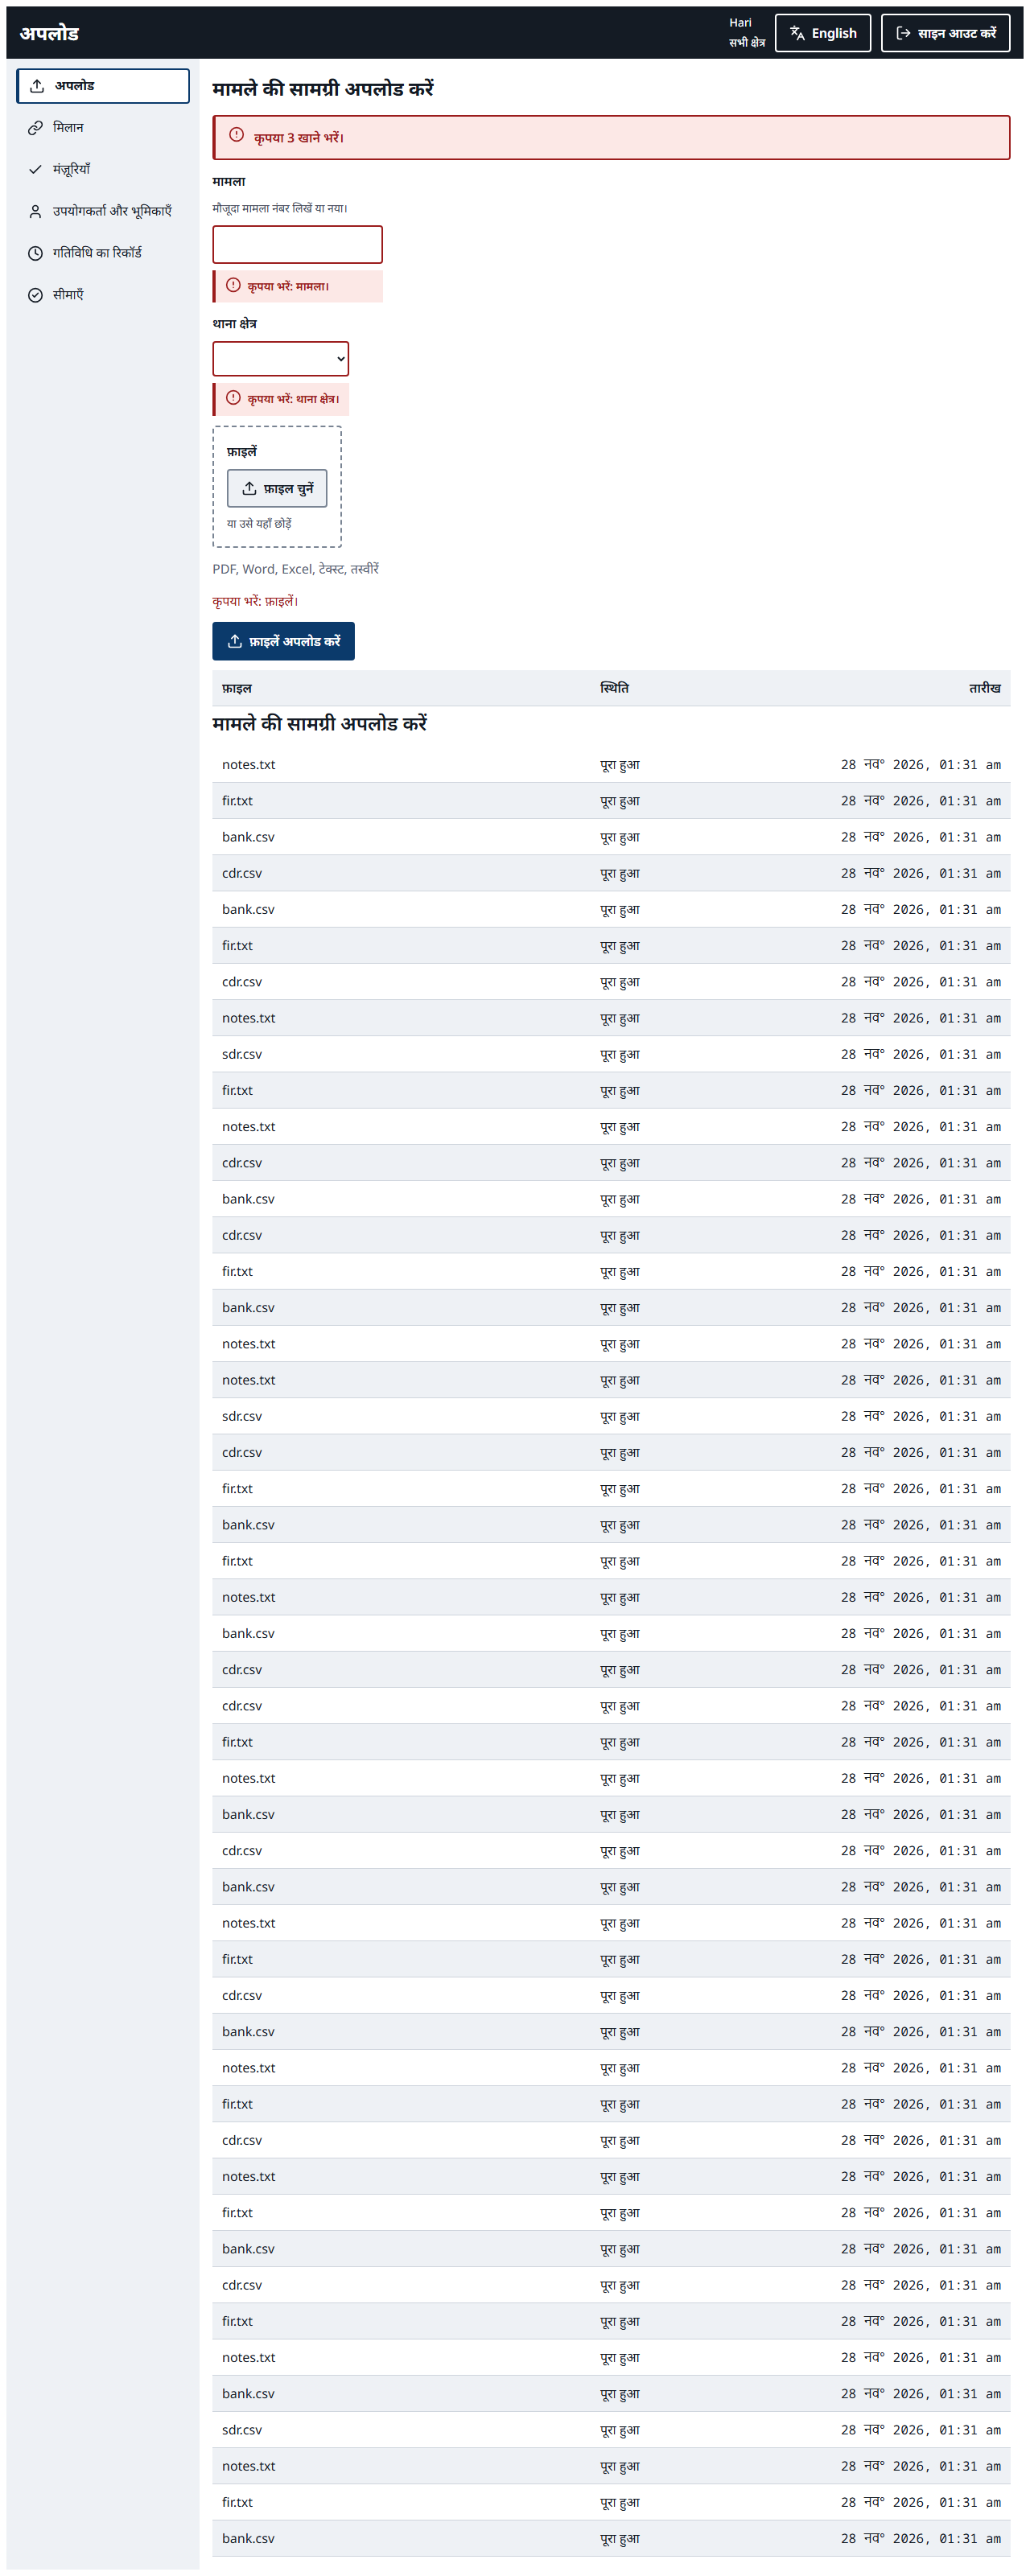 अपलोड
Hari
सभी क्षेत्र
English
साइन आउट करें
अपलोड
मिलान
मंज़ूरियाँ
उपयोगकर्ता और भूमिकाएँ
गतिविधि का रिकॉर्ड
सीमाएँ
मामले की सामग्री अपलोड करें
कृपया 3 खाने भरें।
मामला
मौजूदा मामला नंबर लिखें या नया।
कृपया भरें: मामला।
थाना क्षेत्र
कृपया भरें: थाना क्षेत्र।
फ़ाइलें
फ़ाइल चुनें
या उसे यहाँ छोड़ें
PDF, Word, Excel, टेक्स्ट, तस्वीरें
कृपया भरें: फ़ाइलें।
फ़ाइलें अपलोड करें
फ़ाइल स्थिति तारीख
मामले की सामग्री अपलोड करें
notes.txt पूरा हुआ 28 नव॰ 2026, 01:31 am
fir.txt पूरा हुआ 28 नव॰ 2026, 01:31 am
bank.csv पूरा हुआ 28 नव॰ 2026, 01:31 am
cdr.csv पूरा हुआ 28 नव॰ 2026, 01:31 am
bank.csv पूरा हुआ 28 नव॰ 2026, 01:31 am
fir.txt पूरा हुआ 28 नव॰ 2026, 01:31 am
cdr.csv पूरा हुआ 28 नव॰ 2026, 01:31 am
notes.txt पूरा हुआ 28 नव॰ 2026, 01:31 am
sdr.csv पूरा हुआ 28 नव॰ 2026, 01:31 am
fir.txt पूरा हुआ 28 नव॰ 2026, 01:31 am
notes.txt पूरा हुआ 28 नव॰ 2026, 01:31 am
cdr.csv पूरा हुआ 28 नव॰ 2026, 01:31 am
bank.csv पूरा हुआ 28 नव॰ 2026, 01:31 am
cdr.csv पूरा हुआ 28 नव॰ 2026, 01:31 am
fir.txt पूरा हुआ 28 नव॰ 2026, 01:31 am
bank.csv पूरा हुआ 28 नव॰ 2026, 01:31 am
notes.txt पूरा हुआ 28 नव॰ 2026, 01:31 am
notes.txt पूरा हुआ 28 नव॰ 2026, 01:31 am
sdr.csv पूरा हुआ 28 नव॰ 2026, 01:31 am
cdr.csv पूरा हुआ 28 नव॰ 2026, 01:31 am
fir.txt पूरा हुआ 28 नव॰ 2026, 01:31 am
bank.csv पूरा हुआ 28 नव॰ 2026, 01:31 am
fir.txt पूरा हुआ 28 नव॰ 2026, 01:31 am
notes.txt पूरा हुआ 28 नव॰ 2026, 01:31 am
bank.csv पूरा हुआ 28 नव॰ 2026, 01:31 am
cdr.csv पूरा हुआ 28 नव॰ 2026, 01:31 am
cdr.csv पूरा हुआ 28 नव॰ 2026, 01:31 am
fir.txt पूरा हुआ 28 नव॰ 2026, 01:31 am
notes.txt पूरा हुआ 28 नव॰ 2026, 01:31 am
bank.csv पूरा हुआ 28 नव॰ 2026, 01:31 am
cdr.csv पूरा हुआ 28 नव॰ 2026, 01:31 am
bank.csv पूरा हुआ 28 नव॰ 2026, 01:31 am
notes.txt पूरा हुआ 28 नव॰ 2026, 01:31 am
fir.txt पूरा हुआ 28 नव॰ 2026, 01:31 am
cdr.csv पूरा हुआ 28 नव॰ 2026, 01:31 am
bank.csv पूरा हुआ 28 नव॰ 2026, 01:31 am
notes.txt पूरा हुआ 28 नव॰ 2026, 01:31 am
fir.txt पूरा हुआ 28 नव॰ 2026, 01:31 am
cdr.csv पूरा हुआ 28 नव॰ 2026, 01:31 am
notes.txt पूरा हुआ 28 नव॰ 2026, 01:31 am
fir.txt पूरा हुआ 28 नव॰ 2026, 01:31 am
bank.csv पूरा हुआ 28 नव॰ 2026, 01:31 am
cdr.csv पूरा हुआ 28 नव॰ 2026, 01:31 am
fir.txt पूरा हुआ 28 नव॰ 2026, 01:31 am
notes.txt पूरा हुआ 28 नव॰ 2026, 01:31 am
bank.csv पूरा हुआ 28 नव॰ 2026, 01:31 am
sdr.csv पूरा हुआ 28 नव॰ 2026, 01:31 am
notes.txt पूरा हुआ 28 नव॰ 2026, 01:31 am
fir.txt पूरा हुआ 28 नव॰ 2026, 01:31 am
bank.csv पूरा हुआ 28 नव॰ 2026, 01:31 am